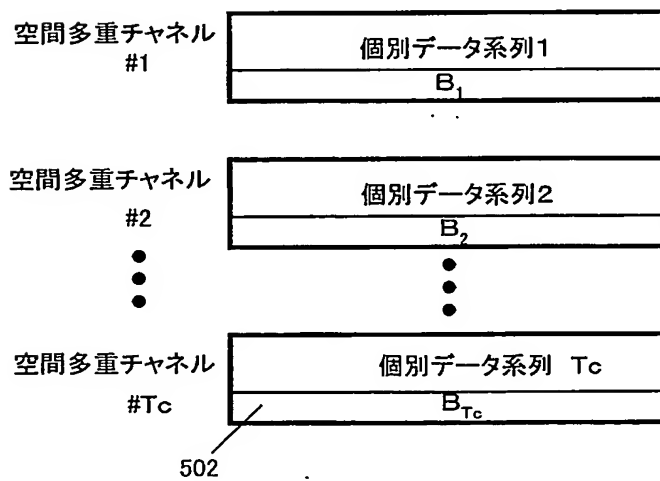 空間多重チャネル
#1
個別データ系列1
B1
空間多重チャネル
#2
個別データ系列2
B2
空間多重チャネル
#Tc
個別データ系列 Tc
BTc
502